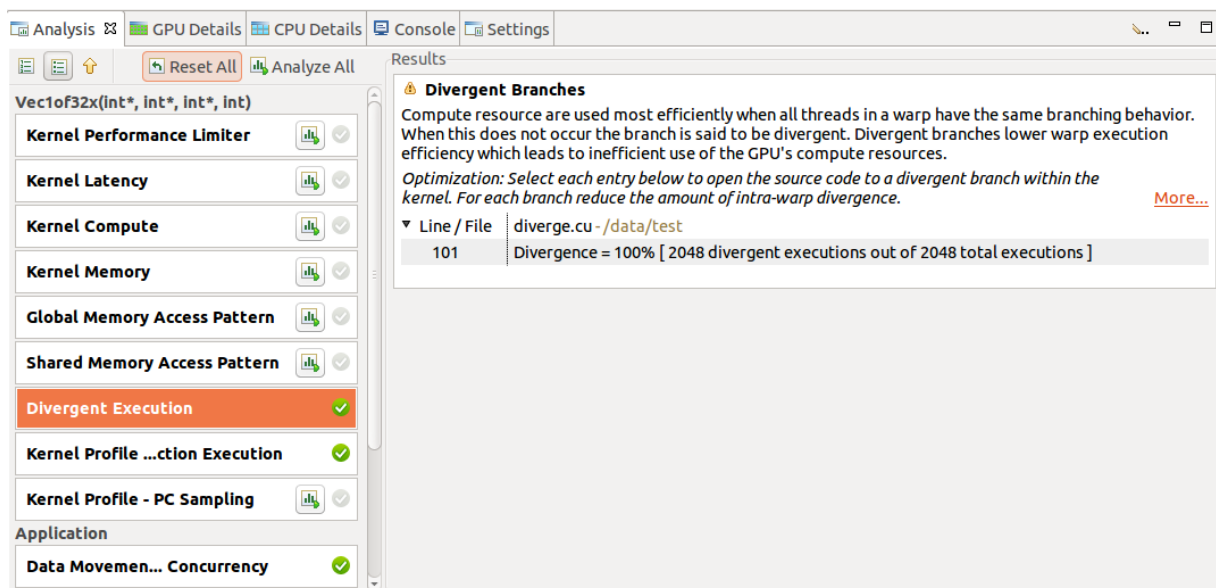 Analysis GPU Details CPU Details Console Settings
Reset All Analyze All
Vec1of32x(int*, int*, int*, int)
Kernel Performance Limiter
Kernel Latency
Kernel Compute
Kernel Memory
Global Memory Access Pattern
Shared Memory Access Pattern
Divergent Execution
Kernel Profile ...ction Execution
Kernel Profile - PC Sampling
Application
Data Movemen... Concurrency
Results
Divergent Branches
Compute resource are used most efficiently when all threads in a warp have the same branching behavior.
When this does not occur the branch is said to be divergent. Divergent branches lower warp execution
efficiency which leads to inefficient use of the GPU's compute resources.
Optimization: Select each entry below to open the source code to a divergent branch within the
kernel. For each branch reduce the amount of intra-warp divergence. More...
Line / File diverge.cu - /data/test
101 Divergence = 100% [ 2048 divergent executions out of 2048 total executions ]